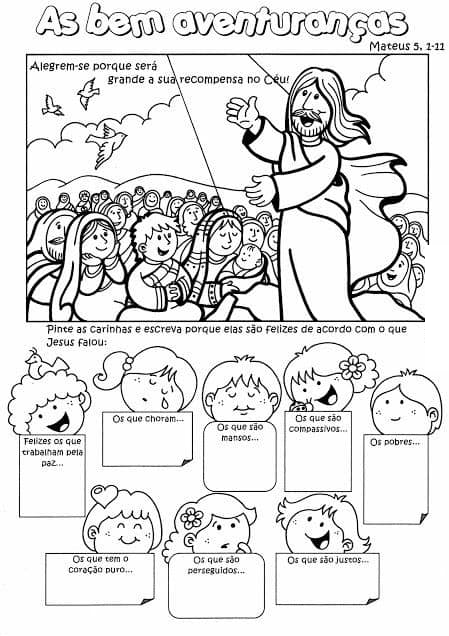 As bem aventuranças
Mateus 5, 1-11
Alegrem-se porque será
grande a sua recompensa no Céu!
Pinte as carinhas e escreva porque elas são felizes de acordo com o que
Jesus falou:
Felizes os que
trabalham pela
paz...
Os que choram...
Os que são
mansos...
Os que são
compassivos...
Os pobres...
Os que tem o
coração puro...
Os que são
perseguidos...
Os que são justos...